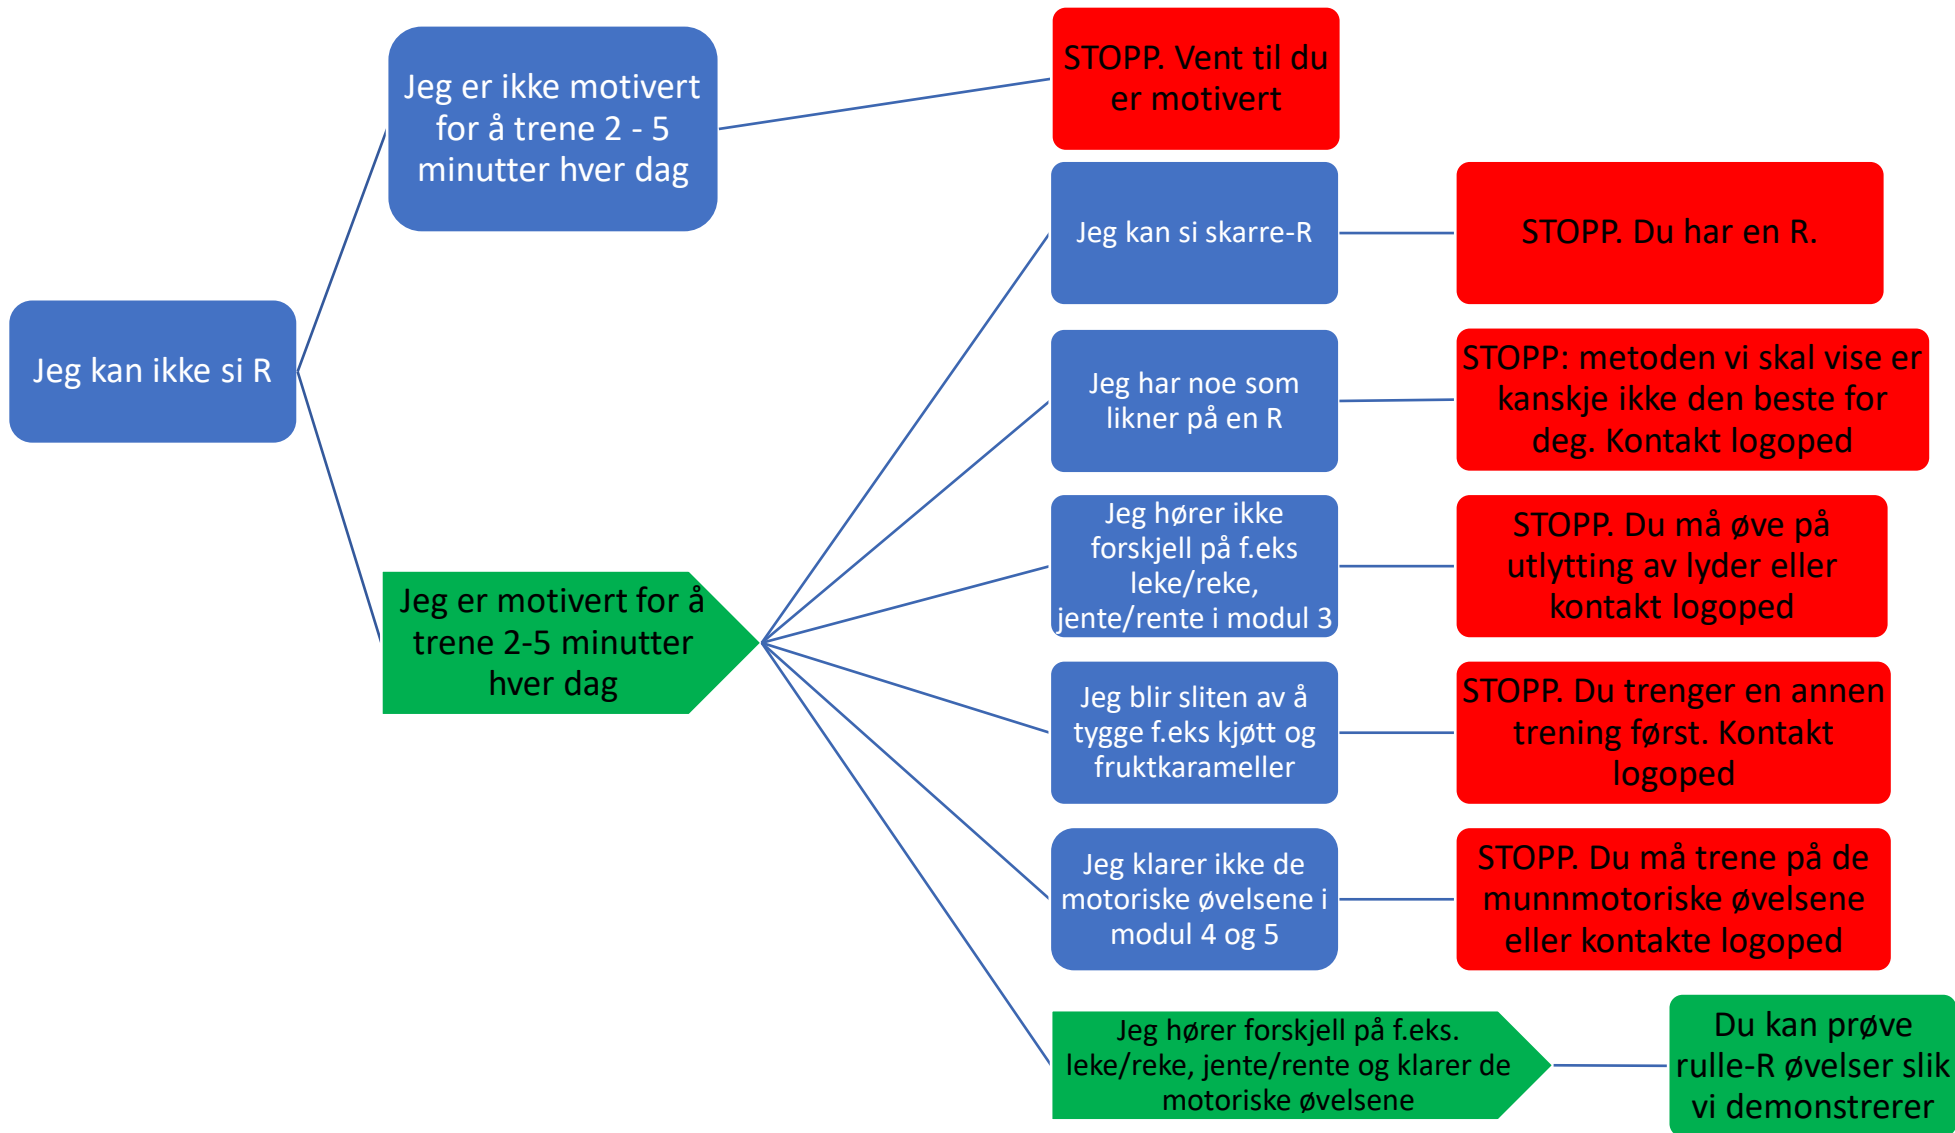 Jeg kan ikke si R
Jeg er ikke motivert
for å trene 2 - 5
minutter hver dag
STOPP. Vent til du
er motivert
Jeg er motivert for å
trene 2-5 minutter
hver dag
Jeg kan si skarre-R
STOPP. Du har en R.
Jeg har noe som
likner på en R
STOPP: metoden vi skal vise er
kanskje ikke den beste for
deg. Kontakt logoped
Jeg hører ikke
forskjell på f.eks
leke/reke,
jente/rente i modul 3
STOPP. Du må øve på
utlytting av lyder eller
kontakt logoped
Jeg blir sliten av å
tygge f.eks kjøtt og
fruktkarameller
STOPP. Du trenger en annen
trening først. Kontakt
logoped
Jeg klarer ikke de
motoriske øvelsene i
modul 4 og 5
STOPP. Du må trene på de
munnmotoriske øvelsene
eller kontakte logoped
Jeg hører forskjell på f.eks.
leke/reke, jente/rente og klarer de
motoriske øvelsene
Du kan prøve
rulle-R øvelser slik
vi demonstrerer